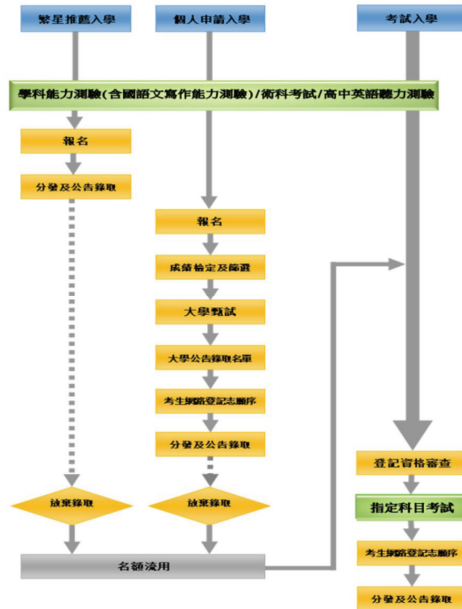 繁星推薦入學
個人申請入學
考試入學
學科能力測驗(含國語文寫作能力測驗)/術科考試/高中英語聽力測驗
報名
分發及公告錄取
報名
成績檢定及篩選
大學甄試
大學公告錄取名單
考生網路登記志願序
分發及公告錄取
放棄錄取
放棄錄取
名額流用
登記資格審查
指定科目考試
考生網路登記志願序
分發及公告錄取